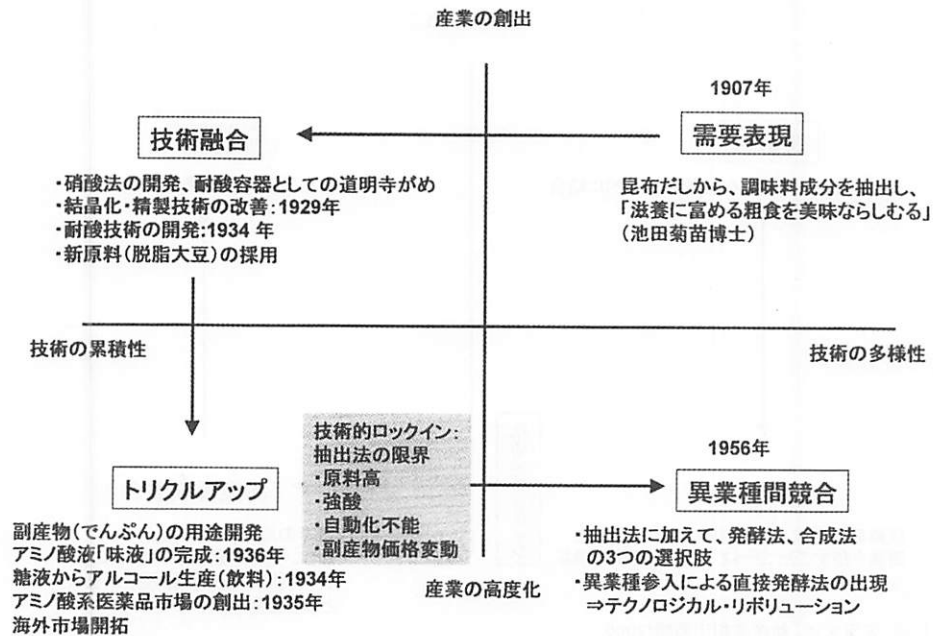 産業の創出
1907年
技術融合
需要表現
・硝酸法の開発、耐酸容器としての道明寺がめ
・結晶化・精製技術の改善：1929年
・耐酸技術の開発：1934 年
・新原料（脱脂大豆）の採用
昆布だしから、調味料成分を抽出し、
「滋養に富める粗食を美味ならしむる」
（池田菊苗博士）
技術の累積性
技術の多様性
技術的ロックイン：
抽出法の限界
・原料高
・強酸
・自動化不能
・副産物価格変動
1956年
トリクルアップ
異業種間競合
副産物（でんぷん）の用途開発
アミノ酸液「味液」の完成：1936年
糖液からアルコール生産（飲料）：1934年
アミノ酸系医薬品市場の創出：1935年
海外市場開拓
産業の高度化
・抽出法に加えて、発酵法、合成法
の3つの選択肢
・異業種参入による直接発酵法の出現
⇒テクノロジカル・リボリューション